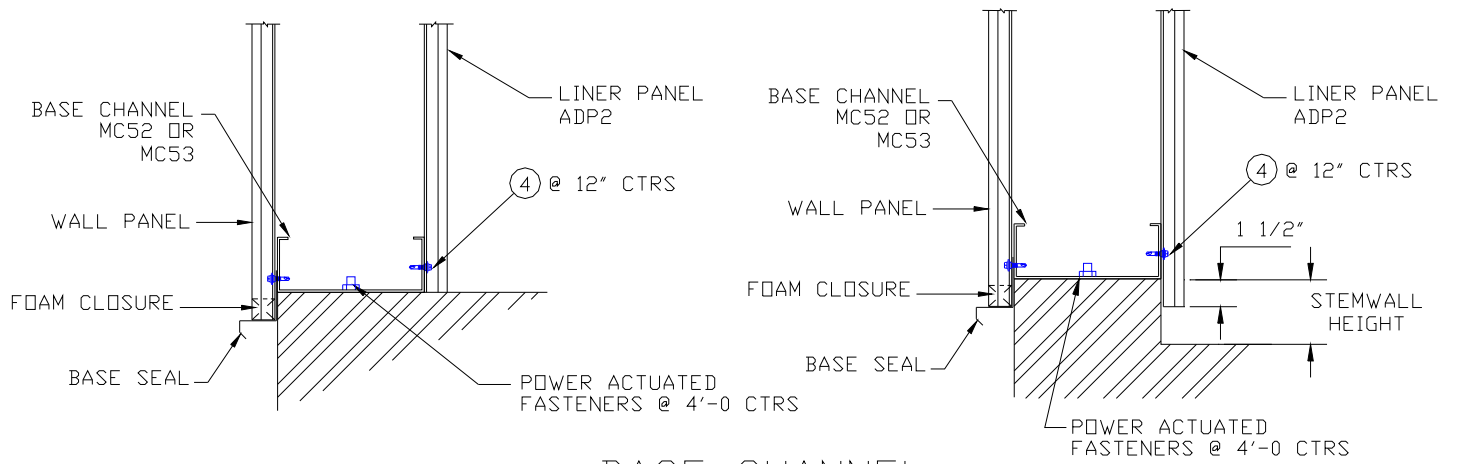 BASE CHANNEL
MC52 OR
MC53
LINER PANEL
ADP2
4 @ 12" CTRS
WALL PANEL
FOAM CLOSURE
BASE SEAL
POWER ACTUATED
FASTENERS @ 4'-0 CTRS
BASE CHANNEL
MC52 OR
MC53
LINER PANEL
ADP2
4 @ 12" CTRS
WALL PANEL
1 1/2"
FOAM CLOSURE
STEMWALL
HEIGHT
BASE SEAL
POWER ACTUATED
FASTENERS @ 4'-0 CTRS
BASE CHANNEL